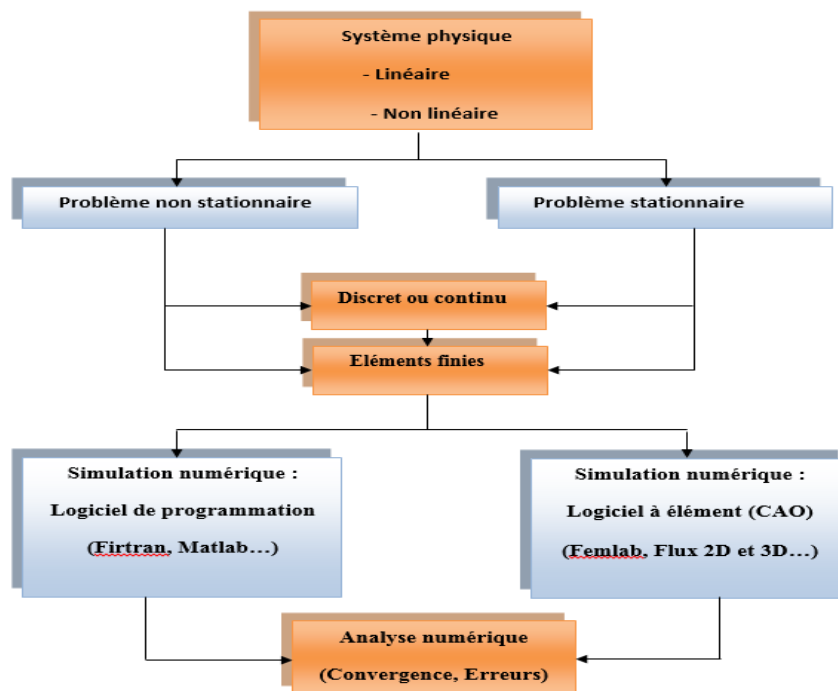 Système physique
- Linéaire
- Non linéaire
Problème non stationnaire
Problème stationnaire
Discret ou continu
Eléments finies
Simulation numérique :
Logiciel de programmation
(Firtran, Matlab…)
Simulation numérique :
Logiciel à élément (CAO)
(Femlab, Flux 2D et 3D…)
Analyse numérique
(Convergence, Erreurs)